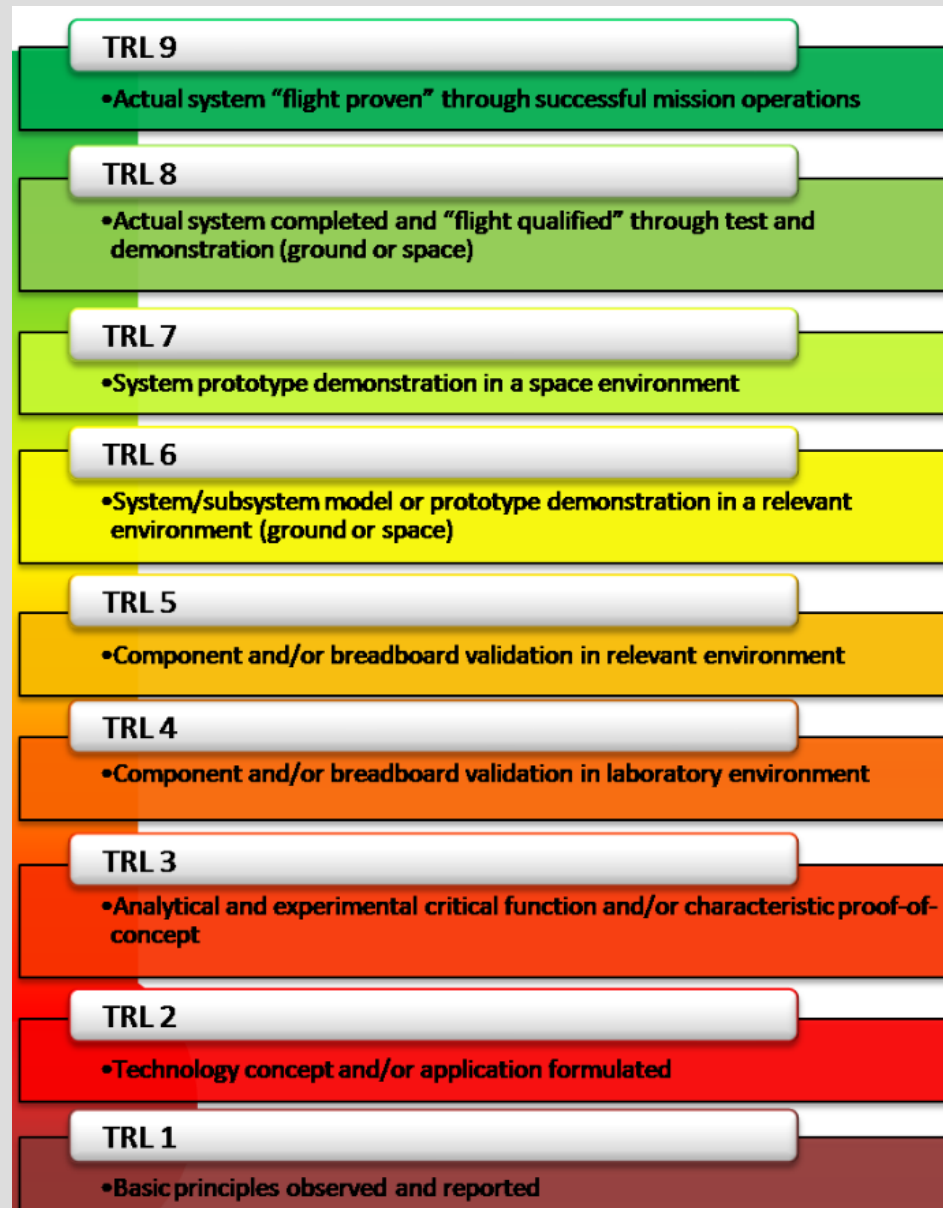 TRL 9
•Actual system “flight proven” through successful mission operations
TRL 8
•Actual system completed and “flight qualified” through test and
demonstration (ground or space)
TRL 7
•System prototype demonstration in a space environment
TRL 6
•System/subsystem model or prototype demonstration in a relevant
environment (ground or space)
TRL 5
•Component and/or breadboard validation in relevant environment
TRL 4
•Component and/or breadboard validation in laboratory environment
TRL 3
•Analytical and experimental critical function and/or characteristic proof-of-
concept
TRL 2
•Technology concept and/or application formulated
TRL 1
•Basic principles observed and reported